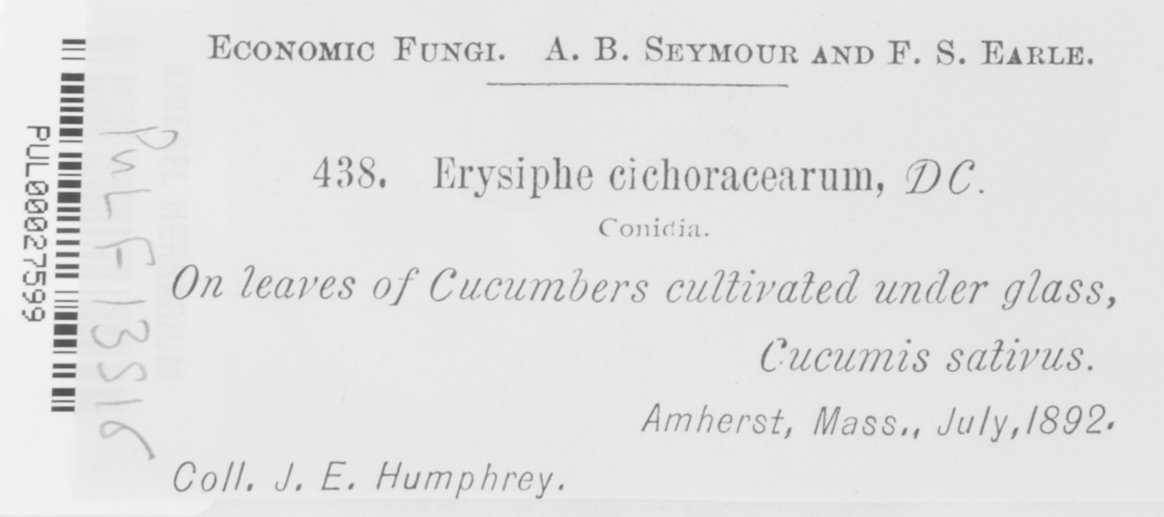 ECONOMIC FUNGI. A. B. SEYMOUR AND F. S. EARLE.
438. Erysiphe cichoracearum, DC.
Conidia.
On leaves of Cucumbers cultivated under glass,
Cucumis sativus.
Amherst, Mass., July, 1892.
Coll. J. E. Humphrey.
PUL00027599
PUL F13516